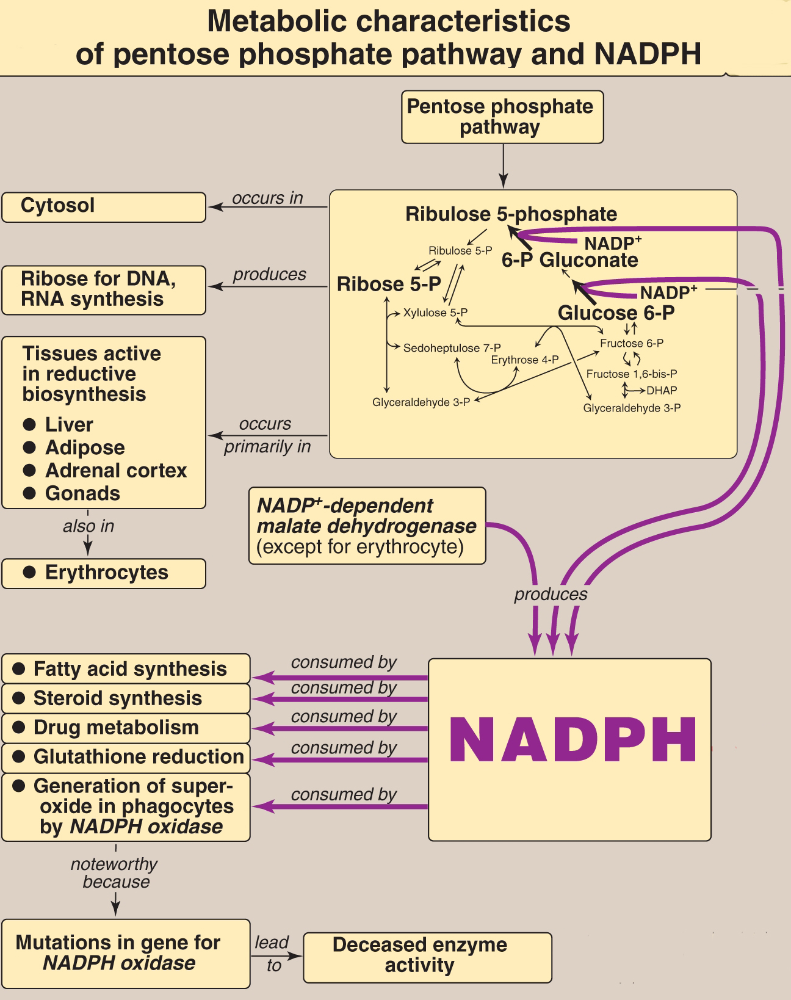 Metabolic characteristics
of pentose phosphate pathway and NADPH
Pentose phosphate
pathway
Cytosol
occurs in
Ribulose 5-phosphate
NADP+
6-P Gluconate
Ribulose 5-P
Ribose 5-P
NADP+
Glucose 6-P
Xylulose 5-P
Fructose 6-P
Sedoheptulose 7-P
Erythrose 4-P
Fructose 1,6-bis-P
DHAP
Glyceraldehyde 3-P
Glyceraldehyde 3-P
Ribose for DNA,
RNA synthesis
produces
Tissues active
in reductive
biosynthesis
● Liver
● Adipose
● Adrenal cortex
● Gonads
occurs
primarily in
also in
● Erythrocytes
NADP+-dependent
malate dehydrogenase
(except for erythrocyte)
produces
NADPH
● Fatty acid synthesis
consumed by
● Steroid synthesis
consumed by
● Drug metabolism
consumed by
● Glutathione reduction
consumed by
● Generation of super-
oxide in phagocytes
by NADPH oxidase
consumed by
noteworthy
because
Mutations in gene for
NADPH oxidase
lead
to
Deceased enzyme
activity